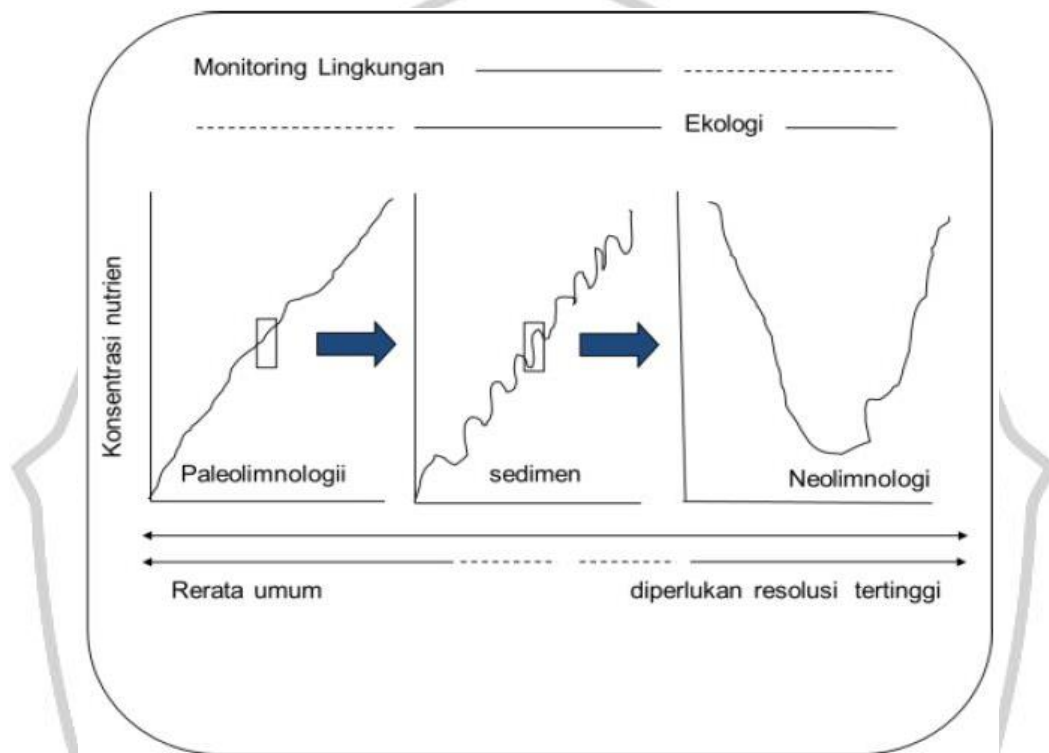 Monitoring Lingkungan
Ekologi
Konsentrasi nutrien
Paleolimnologii
sedimen
Neolimnologi
Rerata umum
diperlukan resolusi tertinggi